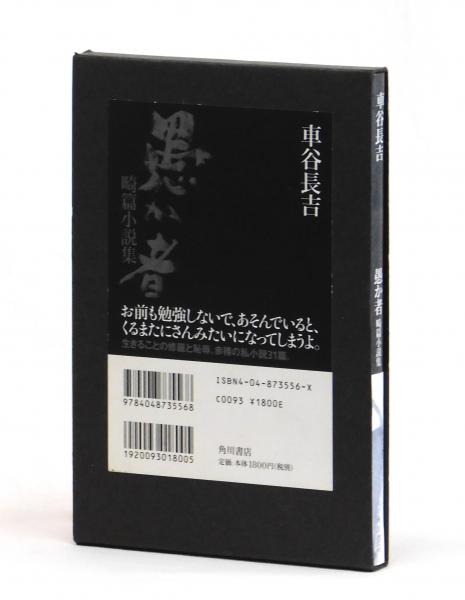 車谷長吉
愚か者
畸篇小説集
お前も勉強しないで、あそんでいると、
くるまたにさんみたいになってしまうよ。
生きることの修羅と恥辱。赤裸の私小説31篇。
ISBN4-04-873556-X
C0093 ¥1800E
9784048735568
1920093018005
角川書店
定価:本体1800円(税別)
車谷長吉
愚か者 畸篇小説集